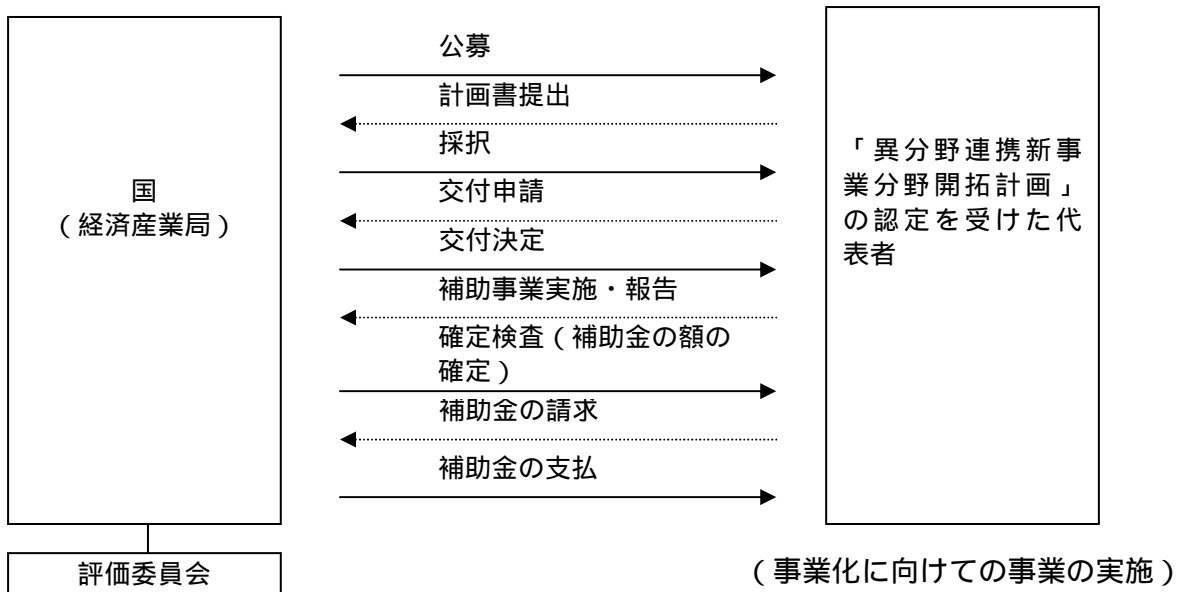 国
（経済産業局）
公募
計画書提出
採択
交付申請
交付決定
補助事業実施・報告
確定検査（補助金の額の
確定）
補助金の請求
補助金の支払
「異分野連携新事
業分野開拓計画」
の認定を受けた代
表者
評価委員会
（事業化に向けての事業の実施）